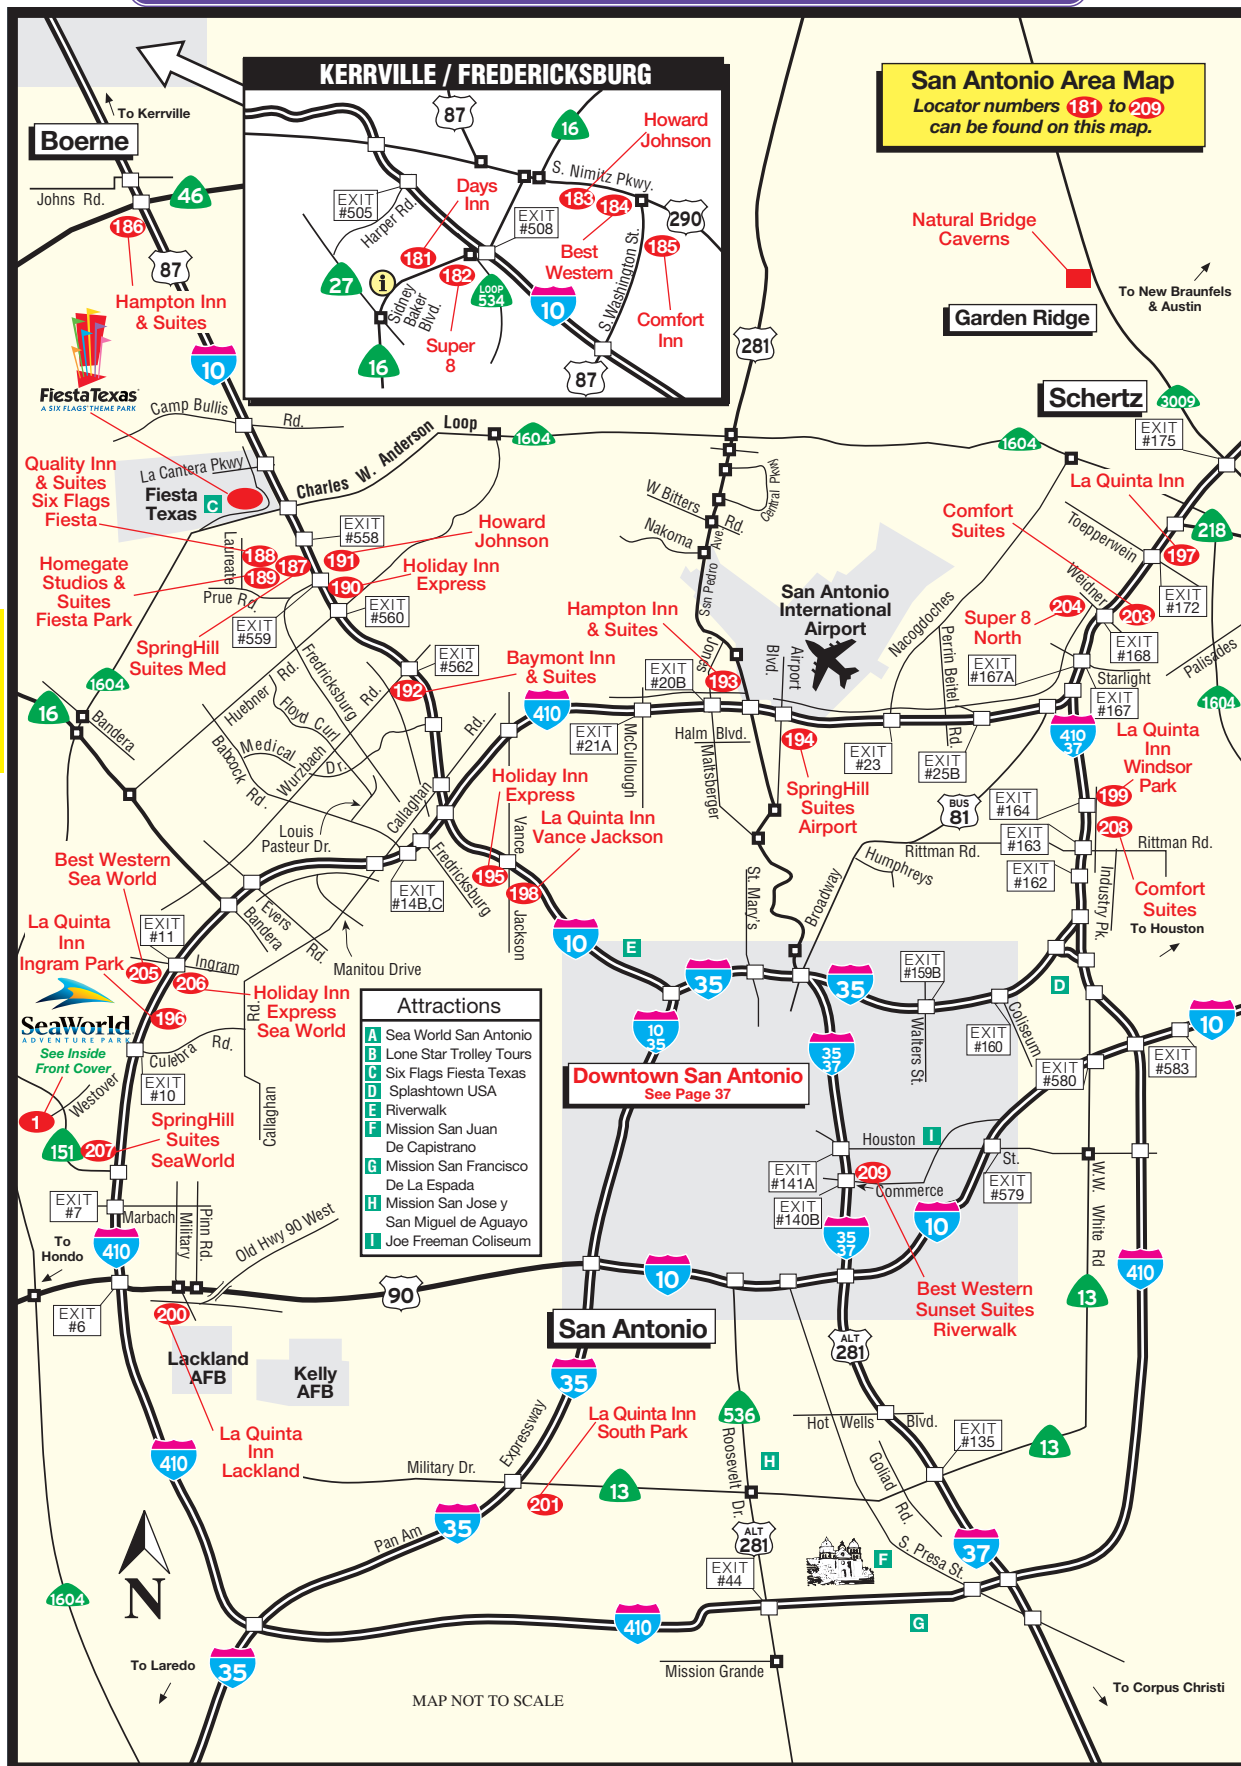 KERRVILLE / FREDERICKSBURG
San Antonio Area Map
Locator numbers 181 to 209
can be found on this map.
To Kerrville
Boerne
Johns Rd.
46
186
87
Hampton Inn
& Suites
10
87
16
Howard
Johnson
S. Nimitz Pkwy.
183
184
290
EXIT
#505
Harper Rd.
Days
Inn
EXIT
#508
181
182
Best
Western
185
27
i
Sidney
Baker
Blvd.
LOOP
534
10
S. Washington St.
Comfort
Inn
Super
8
16
87
281
Natural Bridge
Caverns
To New Braunfels
& Austin
Garden Ridge
Schertz
3009
EXIT
#175
Fiesta Texas
A SIX FLAGS THEME PARK
Camp Bullis
Rd.
Charles W. Anderson Loop
1604
1604
La Cantera Pkwy
Fiesta
Texas
C
Quality Inn
& Suites
Six Flags
Fiesta
EXIT
#558
Howard
Johnson
191
Laureate
188
187
189
190
Holiday Inn
Express
Homegate
Studios &
Suites
Fiesta Park
Prue Rd.
EXIT
#559
EXIT
#560
SpringHill
Suites Med
EXIT
#562
192
Baymont Inn
& Suites
W Bitters
Rd.
Nakoma
Central Pkwy
Ssn Pedro
Ave.
San Antonio
International
Airport
Hampton Inn
& Suites
Jones
193
Airport
Blvd.
EXIT
#20B
La Quinta Inn
Toepperwein
218
197
Comfort
Suites
Weidner
EXIT
#172
204
203
Super 8
North
EXIT
#168
EXIT
#167A
Starlight
Palisades
1604
Nacogdoches
Perrin Beitel
Rd.
EXIT
#167
410
37
16
1604
Bandera
Huebner Rd.
Fredricksburg
Rd.
Floyd Curl
Babcock Rd.
Medical
Dr.
Wurzbach
Rd.
410
EXIT
#21A
McCullough
Halm Blvd.
Maltsberger
194
SpringHill
Suites
Airport
EXIT
#23
EXIT
#25B
BUS
81
La Quinta
Inn
Windsor
Park
199
EXIT
#164
208
EXIT
#163
Rittman Rd.
Rittman Rd.
EXIT
#162
Industry Pk.
Comfort
Suites
To Houston
Humphreys
Broadway
St. Mary's
Louis
Pasteur Dr.
Callaghan
Fredricksburg
Holiday Inn
Express
Vance
La Quinta Inn
Vance Jackson
195
198
Jackson
EXIT
#14B,C
Evers
Rd.
Bandera
Manitou Drive
Best Western
Sea World
EXIT
#11
La Quinta
Inn
Ingram Park
Ingram
205
206
196
Holiday Inn
Express
Sea World
Rd.
SeaWorld
ADVENTURE PARK
See Inside
Front Cover
Culebra
Rd.
EXIT
#10
Westover
1
Callaghan
151
207
SpringHill
Suites
SeaWorld
10
E
35
35
EXIT
#159B
D
10
35
35
37
Walters St.
EXIT
#160
Coliseum
10
EXIT
#580
EXIT
#583
Attractions
A Sea World San Antonio
B Lone Star Trolley Tours
C Six Flags Fiesta Texas
D Splashtown USA
E Riverwalk
F Mission San Juan
De Capistrano
G Mission San Francisco
De La Espada
H Mission San Jose y
San Miguel de Aguayo
I Joe Freeman Coliseum
Downtown San Antonio
See Page 37
Houston
I
St.
EXIT
#141A
209
Commerce
EXIT
#579
EXIT
#140B
35
37
10
W.W. White Rd
410
13
EXIT
#7
Marbach
Military
Pinn Rd.
Old Hwy 90 West
410
To
Hondo
90
EXIT
#6
200
Lackland
AFB
Kelly
AFB
10
San Antonio
Best Western
Sunset Suites
Riverwalk
ALT
281
35
La Quinta
Inn
Lackland
410
Military Dr.
Expressway
La Quinta Inn
South Park
201
13
536
Roosevelt Dr.
H
Hot Wells
Blvd.
EXIT
#135
13
Goliad Rd.
Pan Am
35
ALT
281
EXIT
#44
F
S. Presa St.
37
N
1604
410
G
To Laredo
35
Mission Grande
To Corpus Christi
MAP NOT TO SCALE